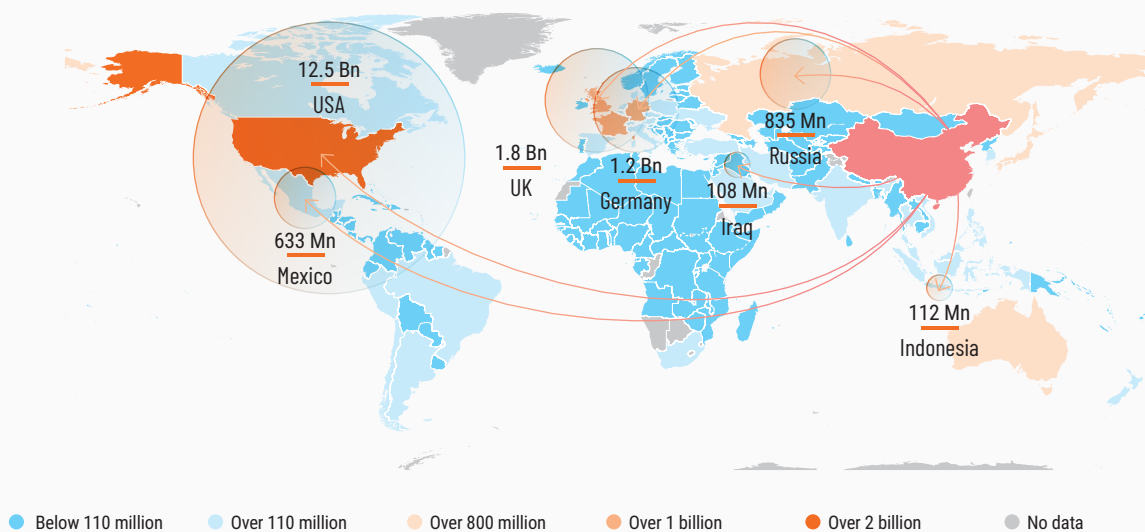 12.5 Bn
USA
1.8 Bn
UK
1.2 Bn
Germany
835 Mn
Russia
108 Mn
Iraq
633 Mn
Mexico
112 Mn
Indonesia
Below 110 million
Over 110 million
Over 800 million
Over 1 billion
Over 2 billion
No data